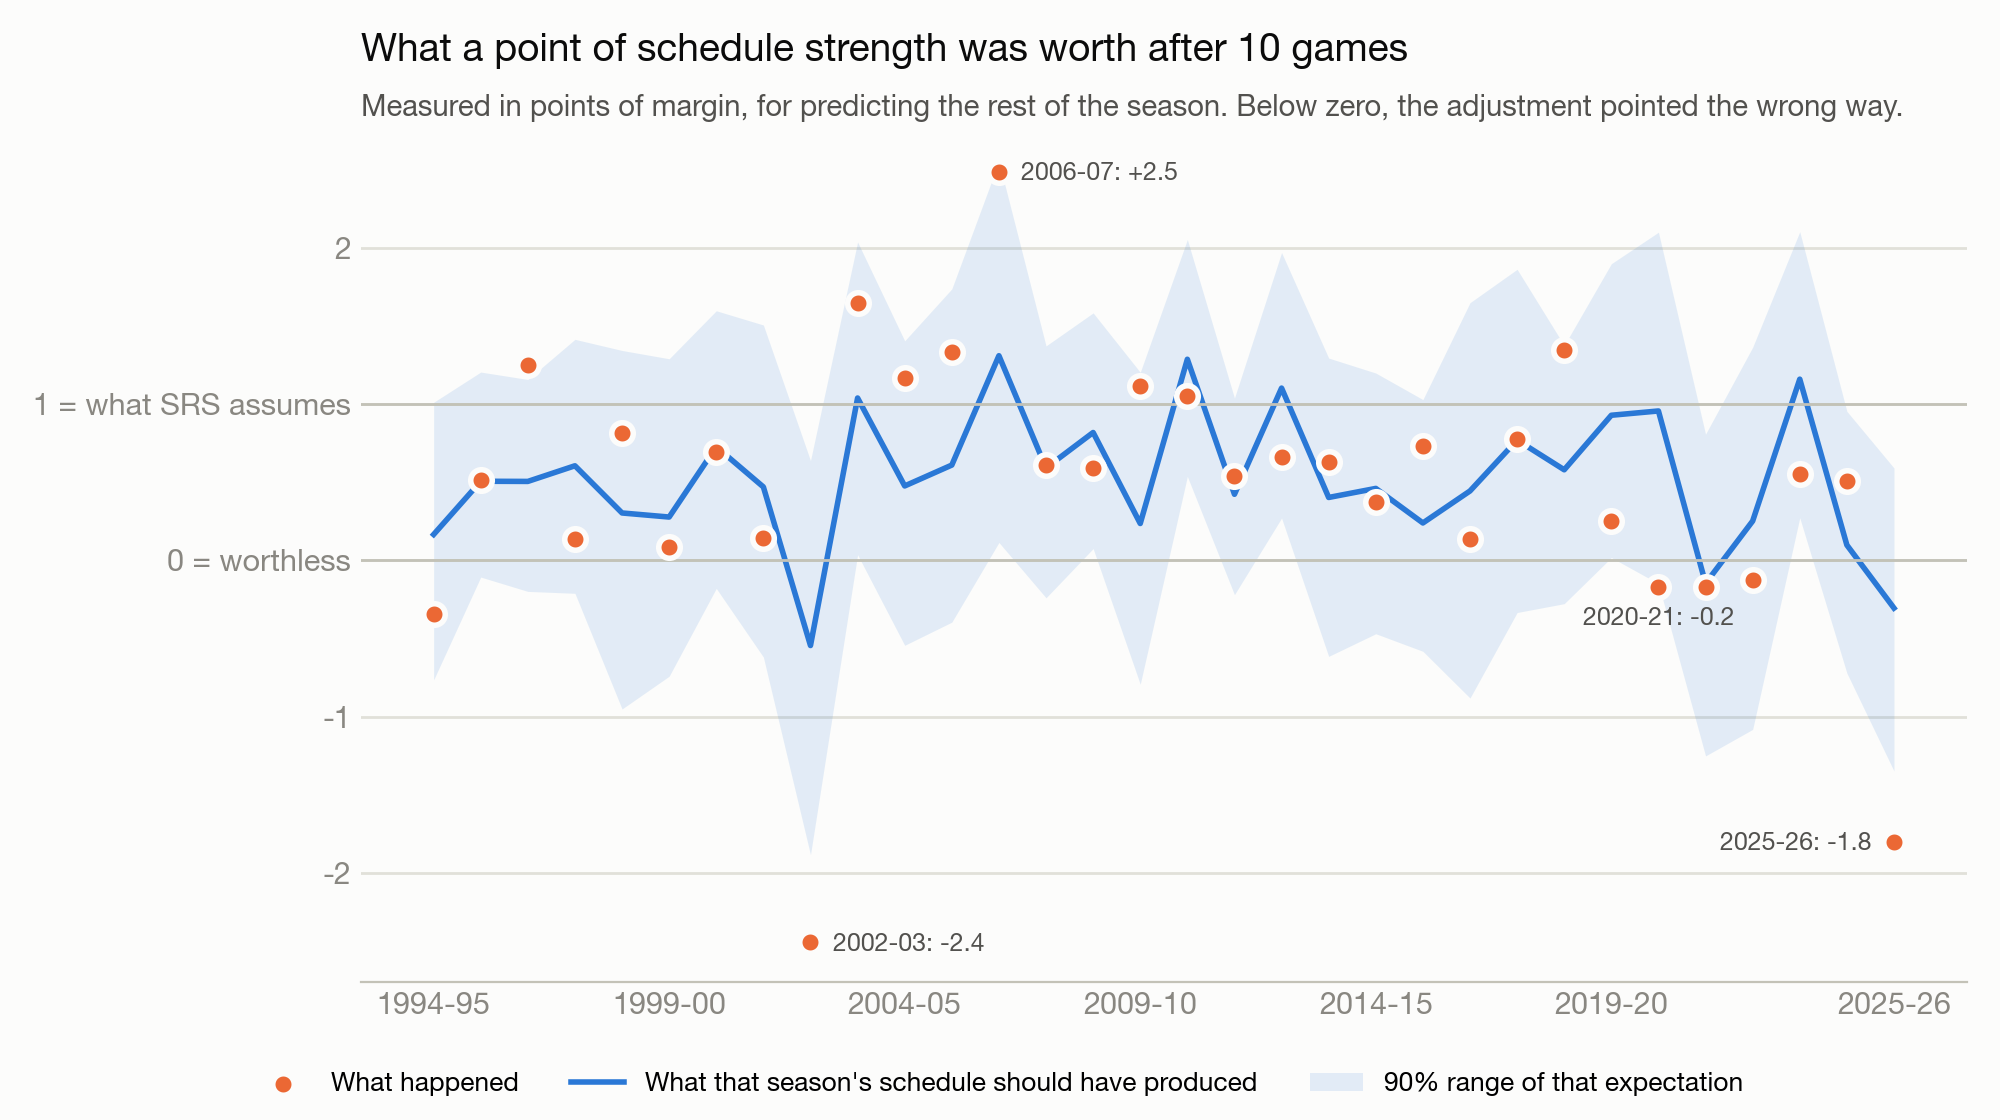 What a point of schedule strength was worth after 10 games
Measured in points of margin, for predicting the rest of the season. Below zero, the adjustment pointed the wrong way.
2006-07: +2.5
2
1 = what SRS assumes
0 = worthless
2020-21: -0.2
-1
2025-26: -1.8
-2
2002-03: -2.4
1994-95 1999-00 2004-05 2009-10 2014-15 2019-20 2025-26
What happened What that season's schedule should have produced 90% range of that expectation